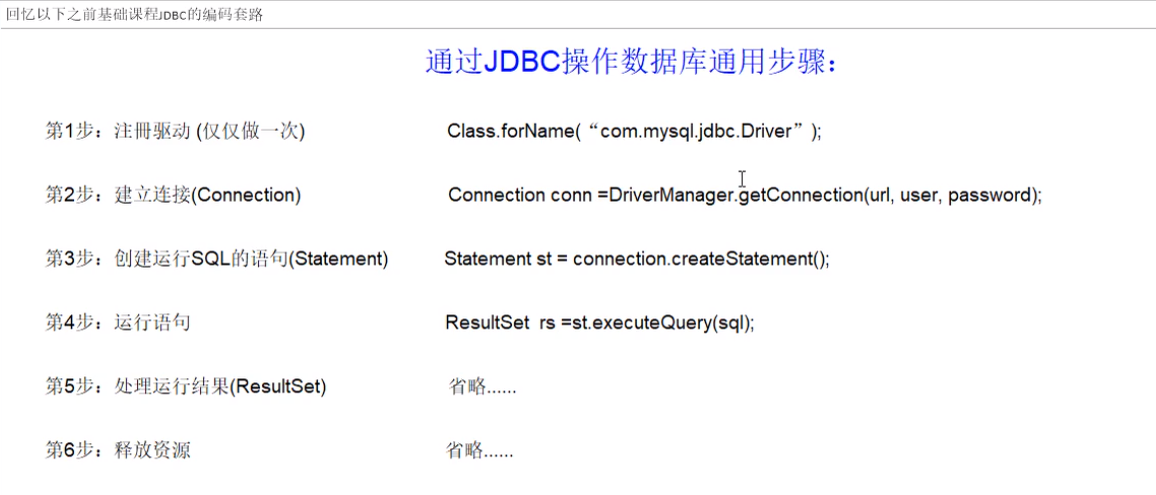 回忆以下之前基础课程JDBC的编码套路
通过JDBC操作数据库通用步骤：
第1步：注冊驱动 (仅仅做一次) Class.forName(“com.mysql.jdbc.Driver”);
第2步：建立连接(Connection) Connection conn =DriverManager.getConnection(url, user, password);
第3步：创建运行SQL的语句(Statement) Statement st = connection.createStatement();
第4步：运行语句 ResultSet rs =st.executeQuery(sql);
第5步：处理运行结果(ResultSet) 省略......
第6步：释放资源 省略......